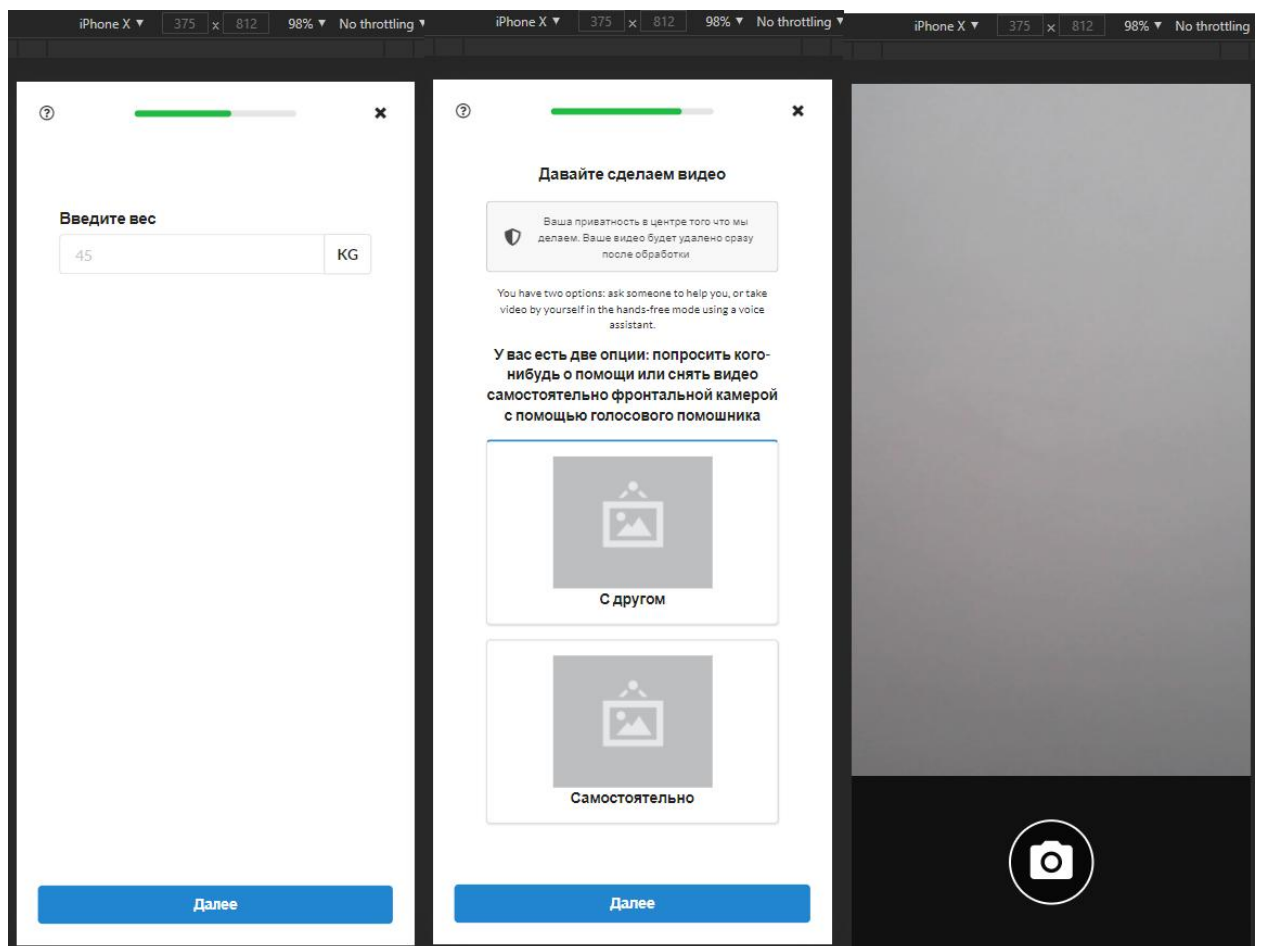 iPhone X ▼ 375 x 812 98% ▼ No throttling ▼
Введите вес
45 KG
Далее
iPhone X ▼ 375 x 812 98% ▼ No throttling ▼
Давайте сделаем видео
Ваша приватность в центре того что мы
делаем. Ваше видео будет удалено сразу
после обработки
You have two options: ask someone to help you, or take
video by yourself in the hands-free mode using a voice
assistant.
У вас есть две опции: попросить кого-
нибудь о помощи или снять видео
самостоятельно фронтальной камерой
с помощью голосового помошника
С другом
Самостоятельно
Далее
iPhone X ▼ 375 x 812 98% ▼ No throttling